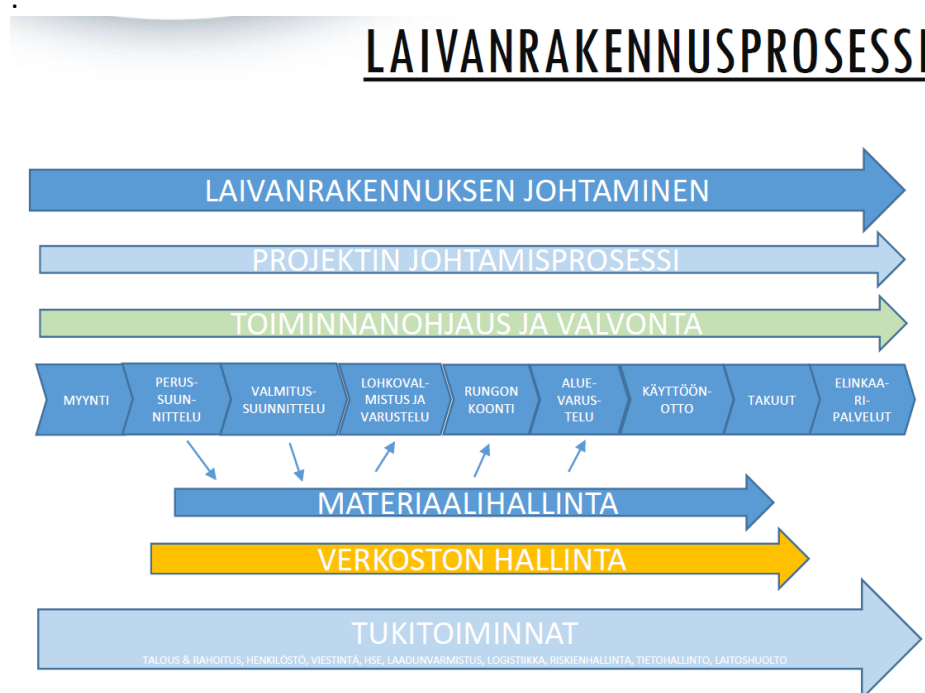 .
LAIVANRAKENNUSPROSESSI
LAIVANRAKENNUKSEN JOHTAMINEN
PROJEKTIN JOHTAMISPROSESSI
TOIMINNANOHJAUS JA VALVONTA
MYYNTI
PERUS-
SUUN-
NITTELU
VALMITUS-
SUUNNITTELU
LOHKOVAL-
MISTUS JA
VARUSTELU
RUNGON
KOONTI
ALUE-
VARUS-
TELU
KÄYTTÖÖN-
OTTO
TAKUUT
ELINKAA-
RI-
PALVELUT
MATERIAALIHALLINTA
VERKOSTON HALLINTA
TUKITOIMINNAT
TALOUS & RAHOITUS, HENKILÖSTÖ, VIESTINTÄ, HSE, LAADUNVARMISTUS, LOGISTIIKKA, RISKIENHALLINTA, TIETOHALLINTO, LAITOSHUOLTO